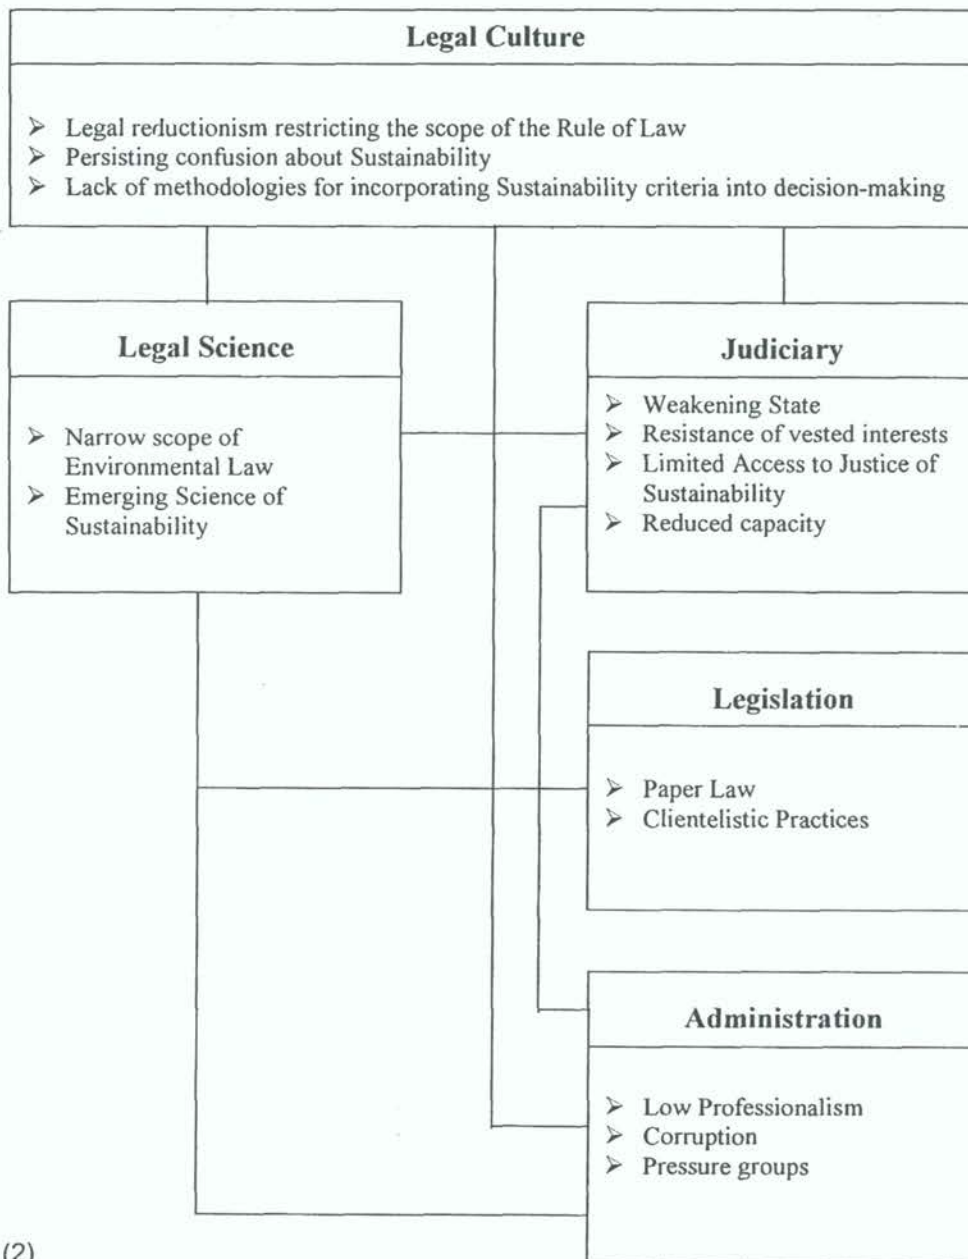 Legal Culture
➢ Legal reductionism restricting the scope of the Rule of Law
➢ Persisting confusion about Sustainability
➢ Lack of methodologies for incorporating Sustainability criteria into decision-making
Legal Science
➢ Narrow scope of
Environmental Law
➢ Emerging Science of
Sustainability
Judiciary
➢ Weakening State
➢ Resistance of vested interests
➢ Limited Access to Justice of
Sustainability
➢ Reduced capacity
Legislation
➢ Paper Law
➢ Clientelistic Practices
Administration
➢ Low Professionalism
➢ Corruption
➢ Pressure groups
(2)